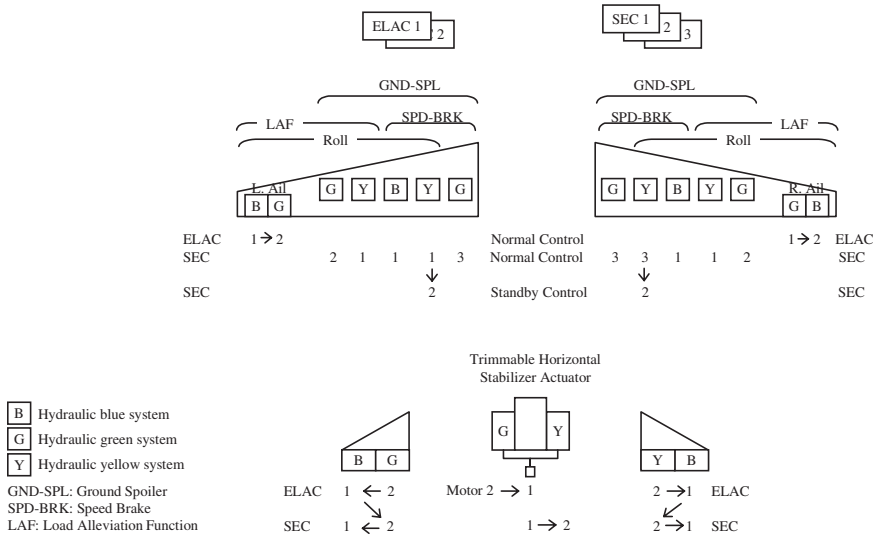 ELAC 1
2
SEC 1
2
3
GND-SPL
GND-SPL
LAF
SPD-BRK
SPD-BRK
LAF
Roll
Roll
L. Ail
G Y B Y G
G Y B Y G
R. Ail
B G
G B
ELAC 1 → 2 Normal Control 1 → 2 ELAC
SEC 2 1 1 1 3 Normal Control 3 3 1 1 2 SEC
SEC 2 Standby Control 2 SEC
Trimmable Horizontal
Stabilizer Actuator
B Hydraulic blue system
G Hydraulic green system
Y Hydraulic yellow system
GND-SPL: Ground Spoiler
SPD-BRK: Speed Brake
LAF: Load Alleviation Function
G Y
B G
Y B
ELAC 1 ← 2 Motor 2 → 1 2 → 1 ELAC
SEC 1 ← 2 1 → 2 2 → 1 SEC